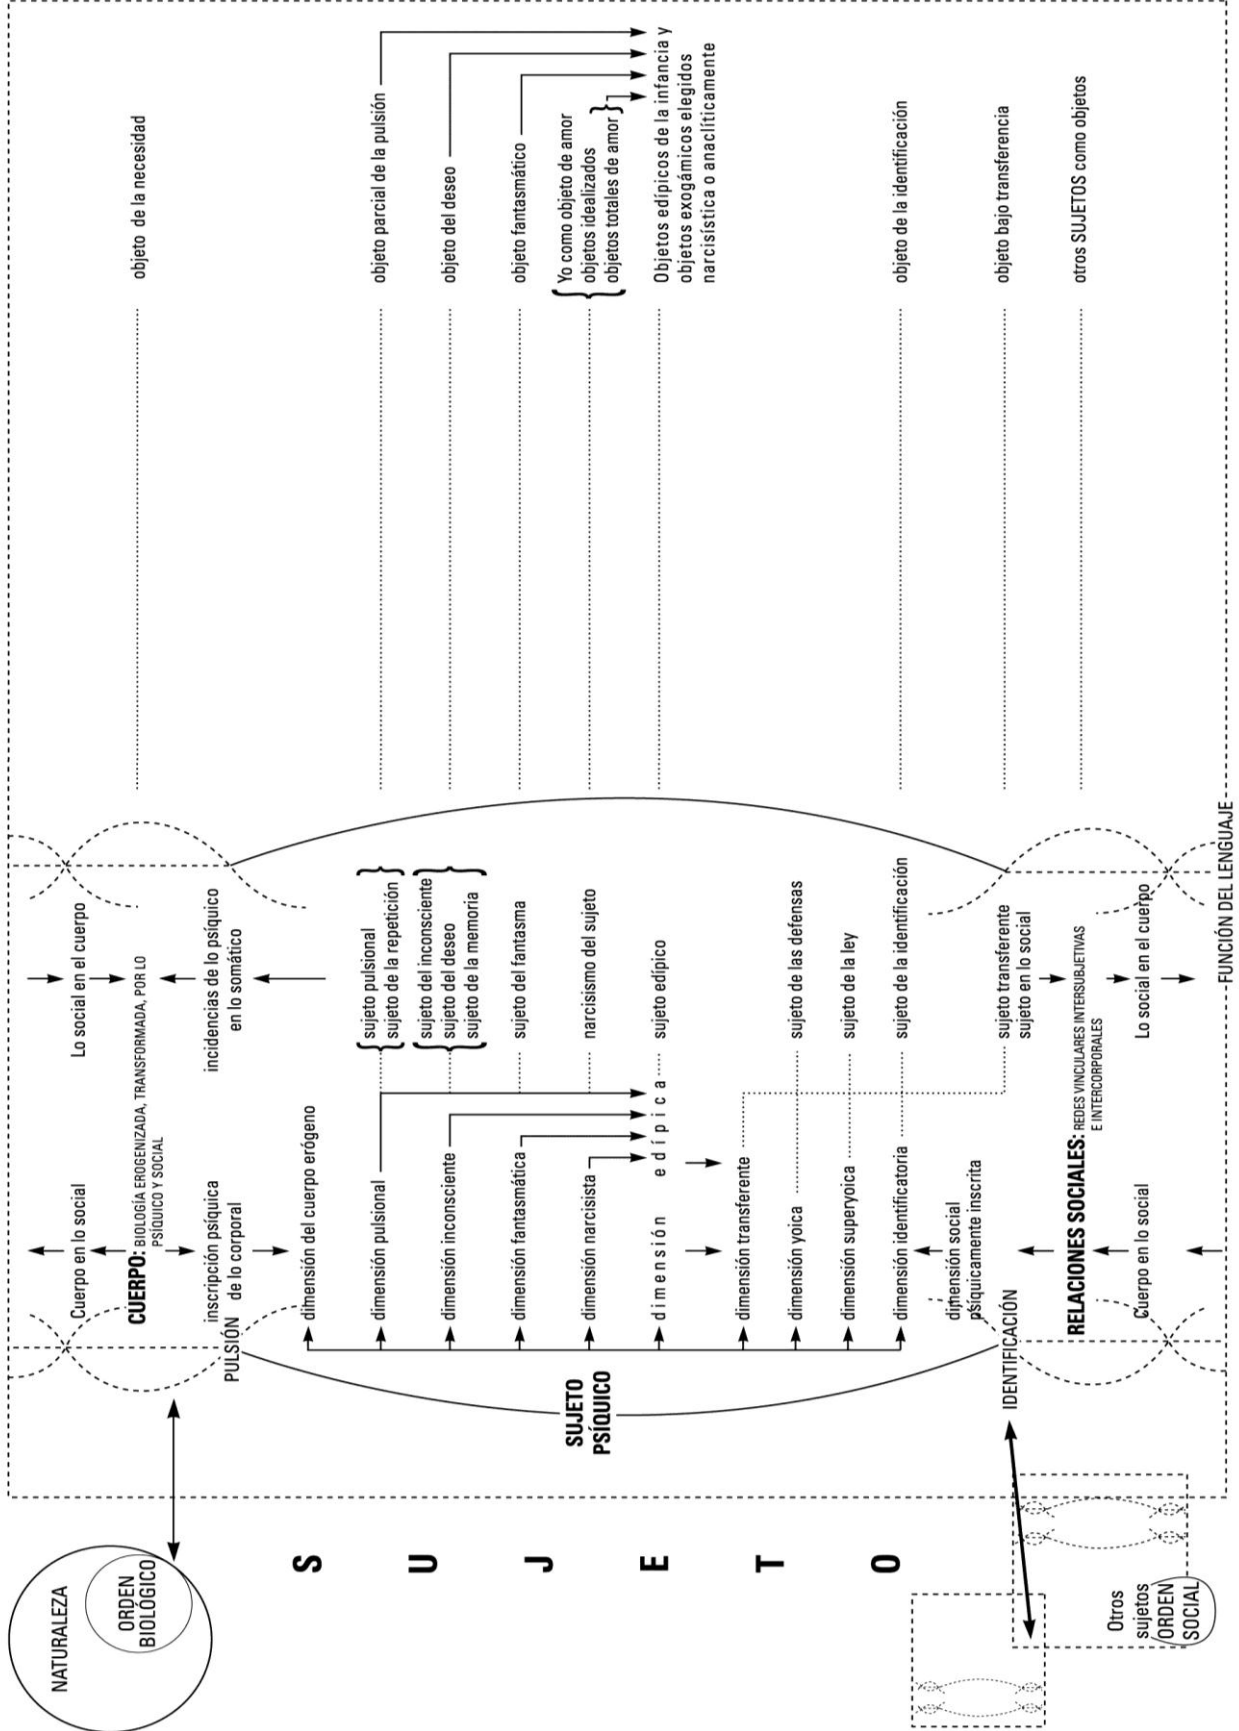 NATURALEZA
ORDEN
BIOLÓGICO
S
U
J
E
T
O
Otros
sujetos
ORDEN
SOCIAL
Cuerpo en lo social
Lo social en el cuerpo
CUERPO: BIOLOGÍA EROGENIZADA, TRANSFORMADA, POR LO
PSÍQUICO Y SOCIAL
inscripción psíquica
de lo corporal
incidencias de lo psíquico
en lo somático
objeto de la necesidad
PULSIÓN
SUJETO
PSÍQUICO
dimensión del cuerpo erógeno
dimensión pulsional
sujeto pulsional
sujeto de la repetición
objeto parcial de la pulsión
dimensión inconsciente
sujeto del inconsciente
sujeto del deseo
sujeto de la memoria
objeto del deseo
dimensión fantasmática
sujeto del fantasma
objeto fantasmático
dimensión narcisista
narcisismo del sujeto
Yo como objeto de amor
objetos idealizados
objetos totales de amor
dimensión edípica
sujeto edípico
Objetos edípicos de la infancia y
objetos exogámicos elegidos
narcisística o anaclíticamente
dimensión transferente
dimensión yoica
sujeto de las defensas
dimensión superyoica
sujeto de la ley
dimensión identificatoria
sujeto de la identificación
objeto de la identificación
dimensión social
psíquicamente inscrita
IDENTIFICACIÓN
sujeto transferente
sujeto en lo social
objeto bajo transferencia
RELACIONES SOCIALES: REDES VINCULARES INTERSUBJETIVAS
E INTERCORPORALES
otros SUJETOS como objetos
Cuerpo en lo social
Lo social en el cuerpo
FUNCIÓN DEL LENGUAJE